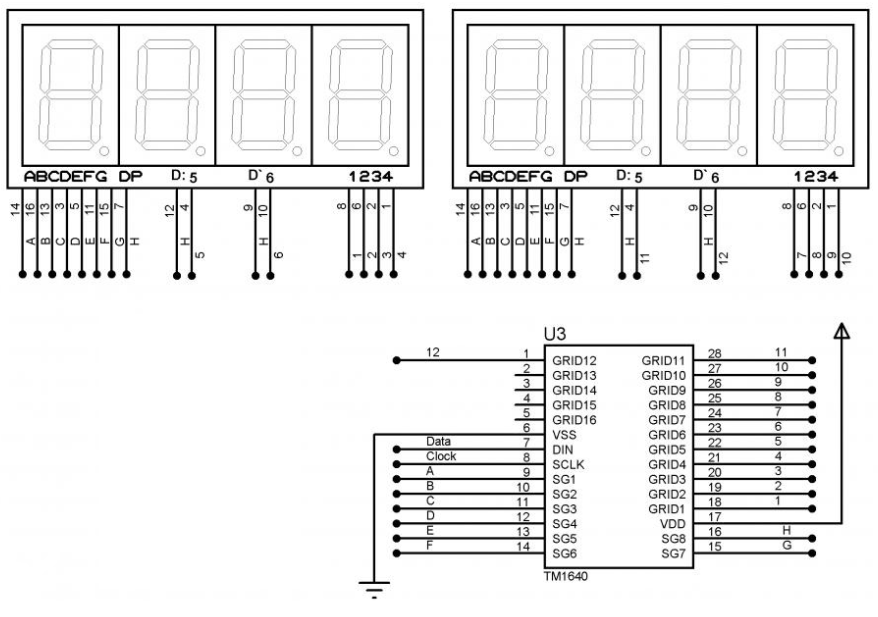 ABCDEFG DP D: 5 D` 6 1234
14 16 13 3 5 11 15 7 12 4 9 10 8 6 2 1
A B C D E F G H H 5 H 6 1 2 3 4
ABCDEFG DP D: 5 D` 6 1234
14 16 13 3 5 11 15 7 12 4 9 10 8 6 2 1
A B C D E F G H H 11 H 12 7 8 9 10
U3
12 1 GRID12 GRID11 28 11
2 GRID13 GRID10 27 10
3 GRID14 GRID9 26 9
4 GRID15 GRID8 25 8
5 GRID16 GRID7 24 7
6 VSS GRID6 23 6
Data 7 DIN GRID5 22 5
Clock 8 SCLK GRID4 21 4
A 9 SG1 GRID3 20 3
B 10 SG2 GRID2 19 2
C 11 SG3 GRID1 18 1
D 12 SG4 VDD 17
E 13 SG5 SG8 16 H
F 14 SG6 SG7 15 G
TM1640